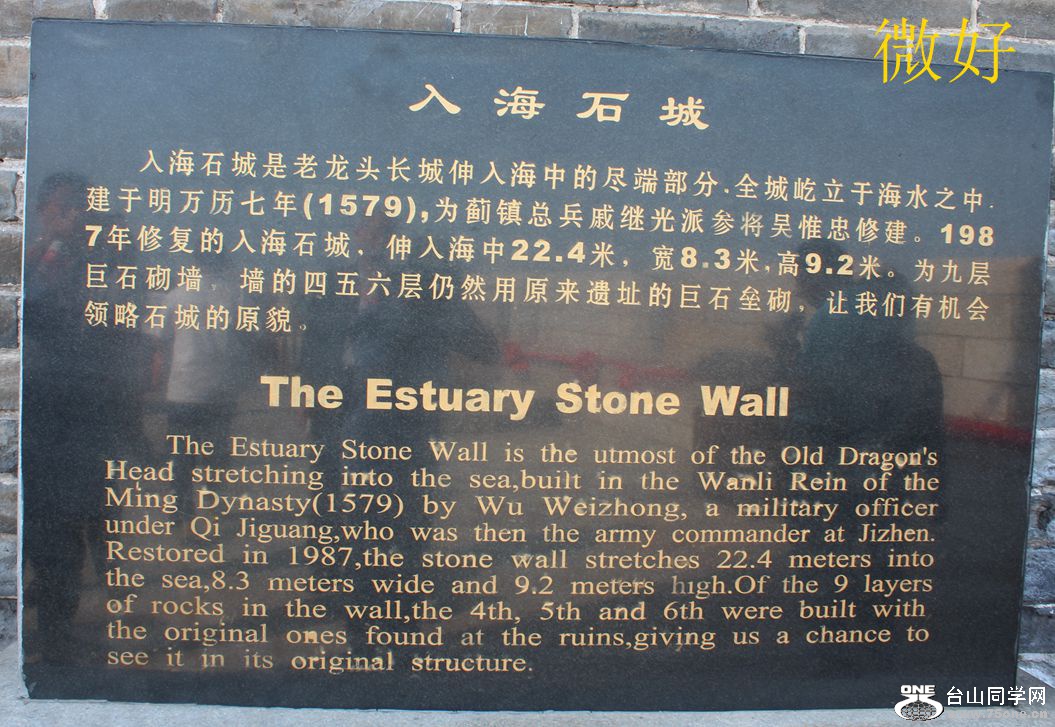 微好
入海石城
入海石城是老龙头长城伸入海中的尽端部分.全城屹立于海水之中.
建于明万历七年(1579),为蓟镇总兵戚继光派参将吴惟忠修建。198
7年修复的入海石城，伸入海中22.4米，宽8.3米,高9.2米。为九层
巨石砌墙，墙的四五六层仍然用原来遗址的巨石垒砌，让我们有机会
领略石城的原貌。
The Estuary Stone Wall
The Estuary Stone Wall is the utmost of the Old Dragon's
Head stretching into the sea,built in the Wanli Rein of the
Ming Dynasty(1579) by Wu Weizhong, a military officer
under Qi Jiguang,who was then the army commander at Jizhen.
Restored in 1987,the stone wall stretches 22.4 meters into
the sea,8.3 meters wide and 9.2 meters high.Of the 9 layers
of rocks in the wall,the 4th, 5th and 6th were built with
the original ones found at the ruins,giving us a chance to
see it in its original structure.
ONE 台山同学网